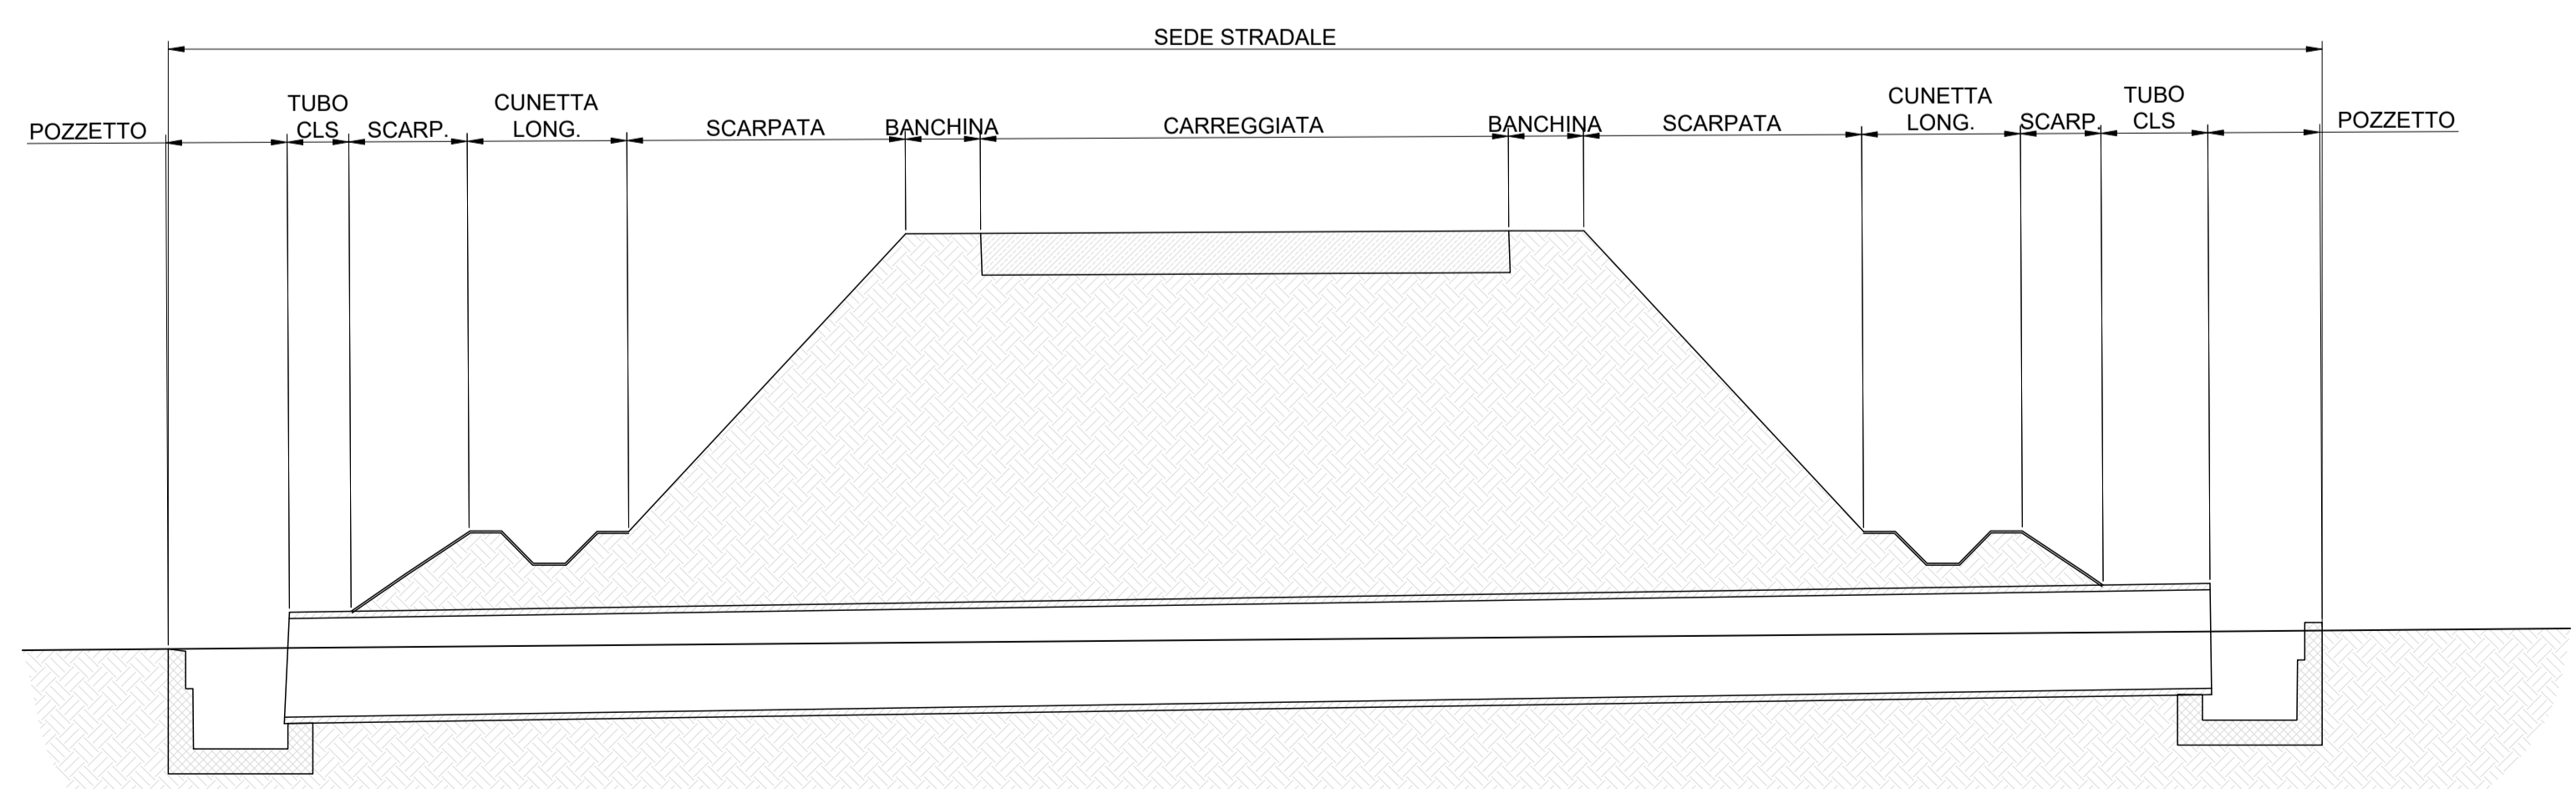 SEDE STRADALE
POZZETTO
TUBO
CLS
SCARP.
CUNETTA
LONG.
SCARPATA
BANCHINA
CARREGGIATA
BANCHINA
SCARPATA
CUNETTA
LONG.
SCARP.
TUBO
CLS
POZZETTO